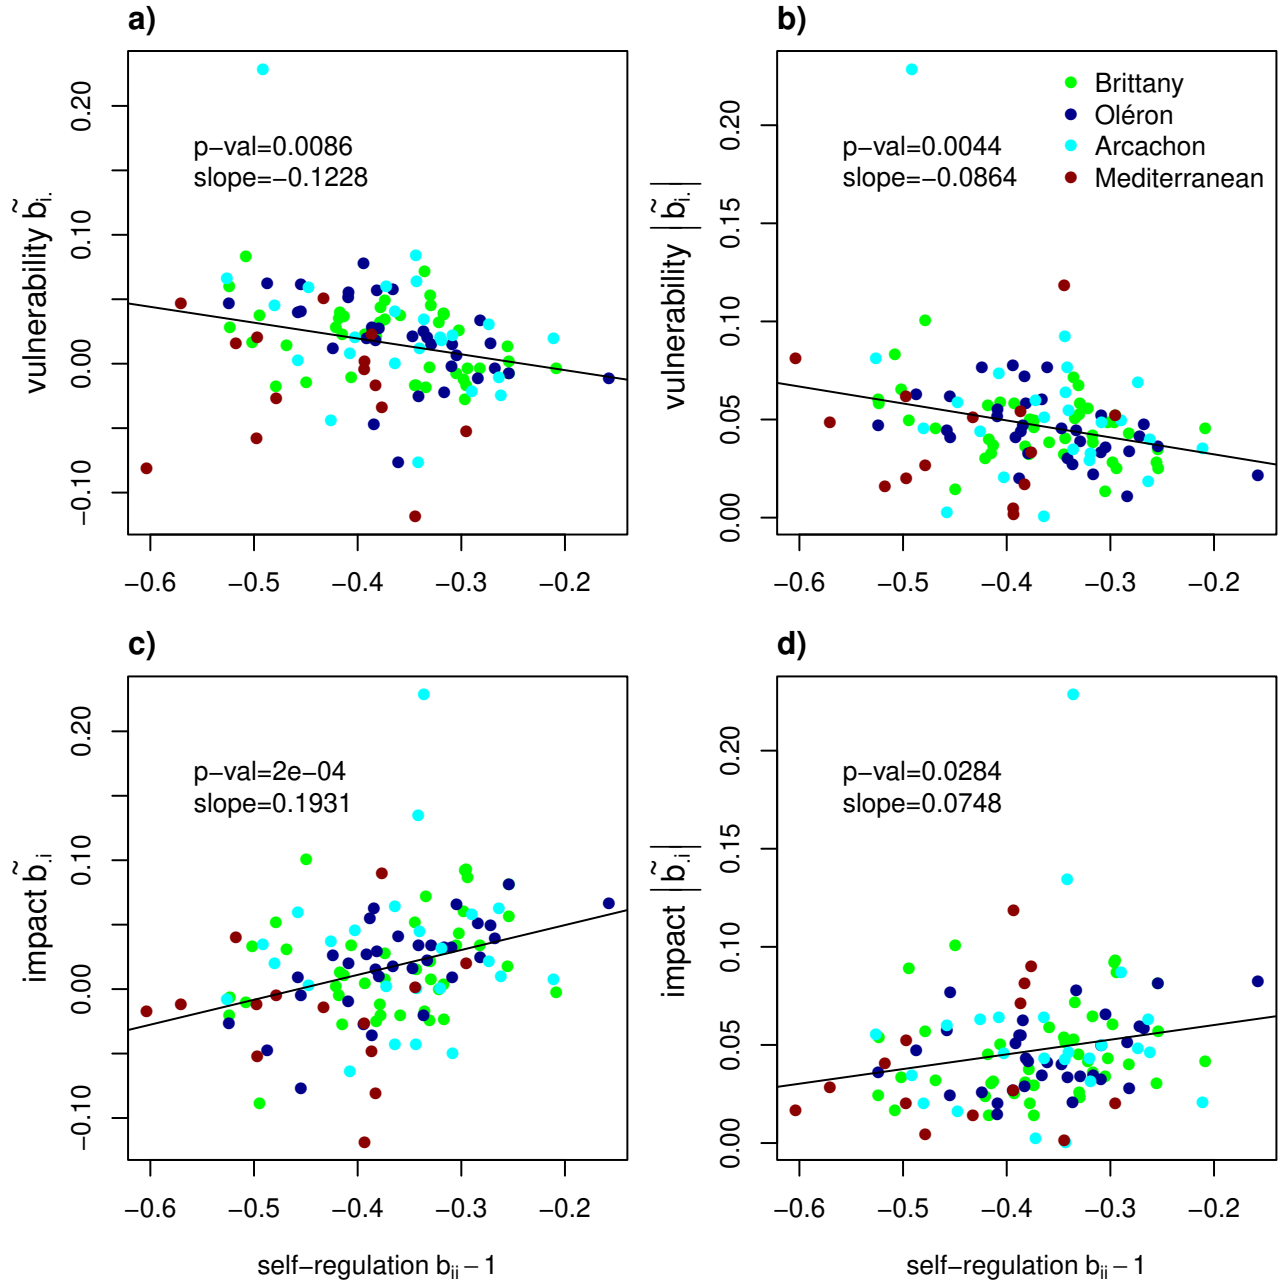 a)
vulnerability b̃i.
0.20
0.10
0.00
−0.10
p−val=0.0086
slope=−0.1228
−0.6 −0.5 −0.4 −0.3 −0.2
b)
vulnerability |b̃i.|
0.20
0.15
0.10
0.05
0.00
p−val=0.0044
slope=−0.0864
Brittany
Oléron
Arcachon
Mediterranean
−0.6 −0.5 −0.4 −0.3 −0.2
c)
impact b̃.i
0.20
0.10
0.00
−0.10
p−val=2e−04
slope=0.1931
−0.6 −0.5 −0.4 −0.3 −0.2
self−regulation bii − 1
d)
impact |b̃.i|
0.20
0.15
0.10
0.05
0.00
p−val=0.0284
slope=0.0748
−0.6 −0.5 −0.4 −0.3 −0.2
self−regulation bii − 1